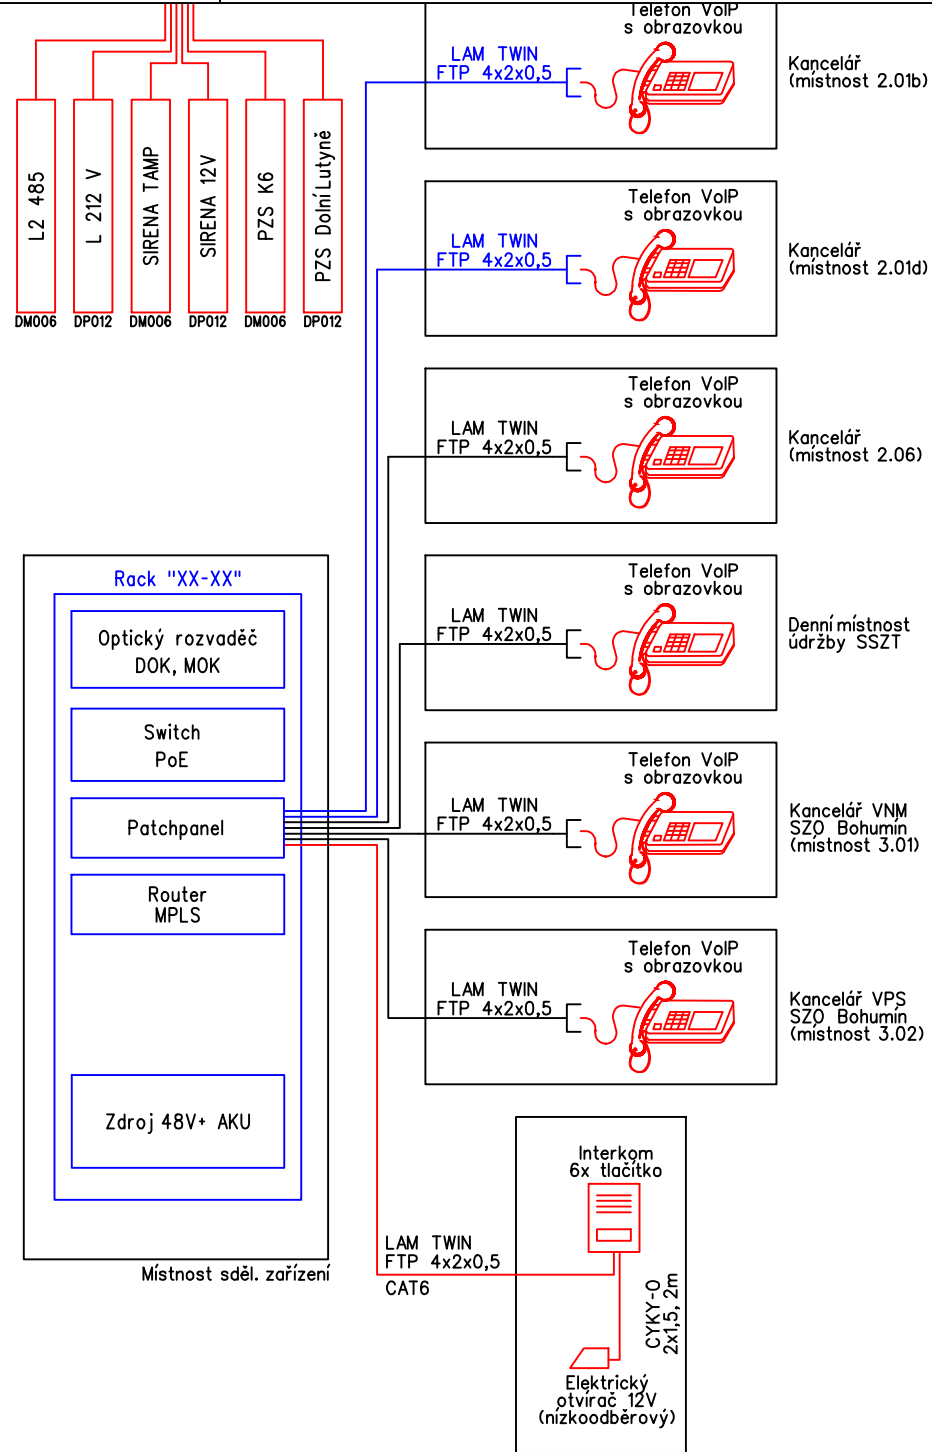 L2 485
L 212 V
SIRENA TAMP
SIRENA 12V
PZS K6
PZS Dolní Lutyně
DM006
DP012
DM006
DP012
DM006
DP012
Telefon VoIP
s obrazovkou
LAM TWIN
FTP 4x2x0,5
Kancelář
(místnost 2.01b)
Telefon VoIP
s obrazovkou
LAM TWIN
FTP 4x2x0,5
Kancelář
(místnost 2.01d)
Telefon VoIP
s obrazovkou
LAM TWIN
FTP 4x2x0,5
Kancelář
(místnost 2.06)
Telefon VoIP
s obrazovkou
LAM TWIN
FTP 4x2x0,5
Denní místnost
údržby SSZT
Telefon VoIP
s obrazovkou
LAM TWIN
FTP 4x2x0,5
Kancelář VNM
SZO Bohumín
(místnost 3.01)
Telefon VoIP
s obrazovkou
LAM TWIN
FTP 4x2x0,5
Kancelář VPS
SZO Bohumín
(místnost 3.02)
Rack "XX-XX"
Optický rozvaděč
DOK, MOK
Switch
PoE
Patchpanel
Router
MPLS
Zdroj 48V+ AKU
Místnost sděl. zařízení
LAM TWIN
FTP 4x2x0,5
CAT6
Interkom
6x tlačítko
CYKY-O
2x1,5, 2m
Elektrický
otvírač 12V
(nízkoodběrový)